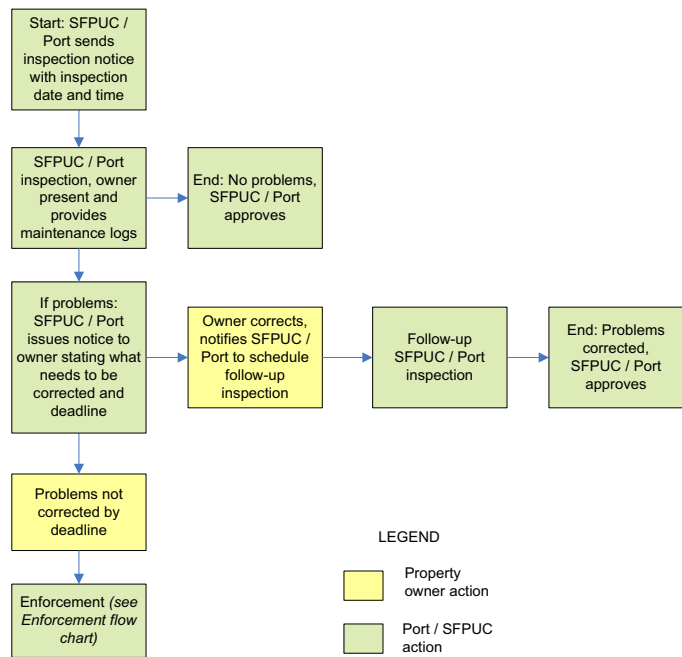 Start: SFPUC /
Port sends
inspection notice
with inspection
date and time
SFPUC / Port
inspection, owner
present and
provides
maintenance logs
End: No problems,
SFPUC / Port
approves
If problems:
SFPUC / Port
issues notice to
owner stating what
needs to be
corrected and
deadline
Owner corrects,
notifies SFPUC /
Port to schedule
follow-up
inspection
Follow-up
SFPUC / Port
inspection
End: Problems
corrected,
SFPUC / Port
approves
Problems not
corrected by
deadline
Enforcement (see
Enforcement flow
chart)
LEGEND
Property
owner action
Port / SFPUC
action